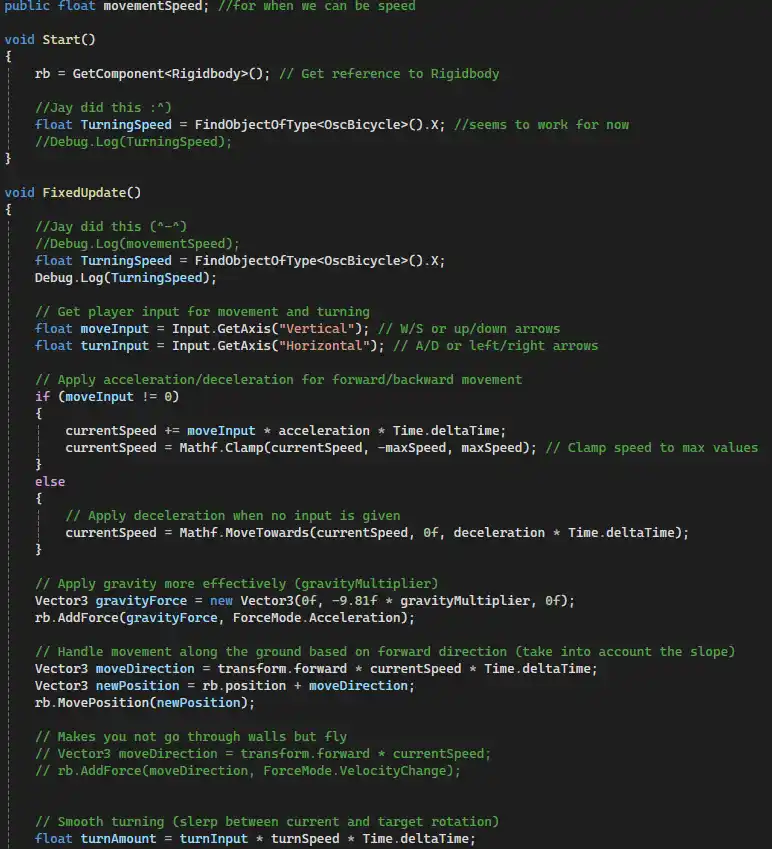 public float movementSpeed; //for when we can be speed
void Start()
{
rb = GetComponent<Rigidbody>(); // Get reference to Rigidbody
//Jay did this :^)
float TurningSpeed = FindObjectOfType<OscBicycle>().X; //seems to work for now
//Debug.Log(TurningSpeed);
}
void FixedUpdate()
{
//Jay did this (^-^)
//Debug.Log(movementSpeed);
float TurningSpeed = FindObjectOfType<OscBicycle>().X;
Debug.Log(TurningSpeed);
// Get player input for movement and turning
float moveInput = Input.GetAxis("Vertical"); // W/S or up/down arrows
float turnInput = Input.GetAxis("Horizontal"); // A/D or left/right arrows
// Apply acceleration/deceleration for forward/backward movement
if (moveInput != 0)
{
currentSpeed += moveInput * acceleration * Time.deltaTime;
currentSpeed = Mathf.Clamp(currentSpeed, -maxSpeed, maxSpeed); // Clamp speed to max values
}
else
{
// Apply deceleration when no input is given
currentSpeed = Mathf.MoveTowards(currentSpeed, 0f, deceleration * Time.deltaTime);
}
// Apply gravity more effectively (gravityMultiplier)
Vector3 gravityForce = new Vector3(0f, -9.81f * gravityMultiplier, 0f);
rb.AddForce(gravityForce, ForceMode.Acceleration);
// Handle movement along the ground based on forward direction (take into account the slope)
Vector3 moveDirection = transform.forward * currentSpeed * Time.deltaTime;
Vector3 newPosition = rb.position + moveDirection;
rb.MovePosition(newPosition);
// Makes you not go through walls but fly
// Vector3 moveDirection = transform.forward * currentSpeed;
// rb.AddForce(moveDirection, ForceMode.VelocityChange);
// Smooth turning (slerp between current and target rotation)
float turnAmount = turnInput * turnSpeed * Time.deltaTime;